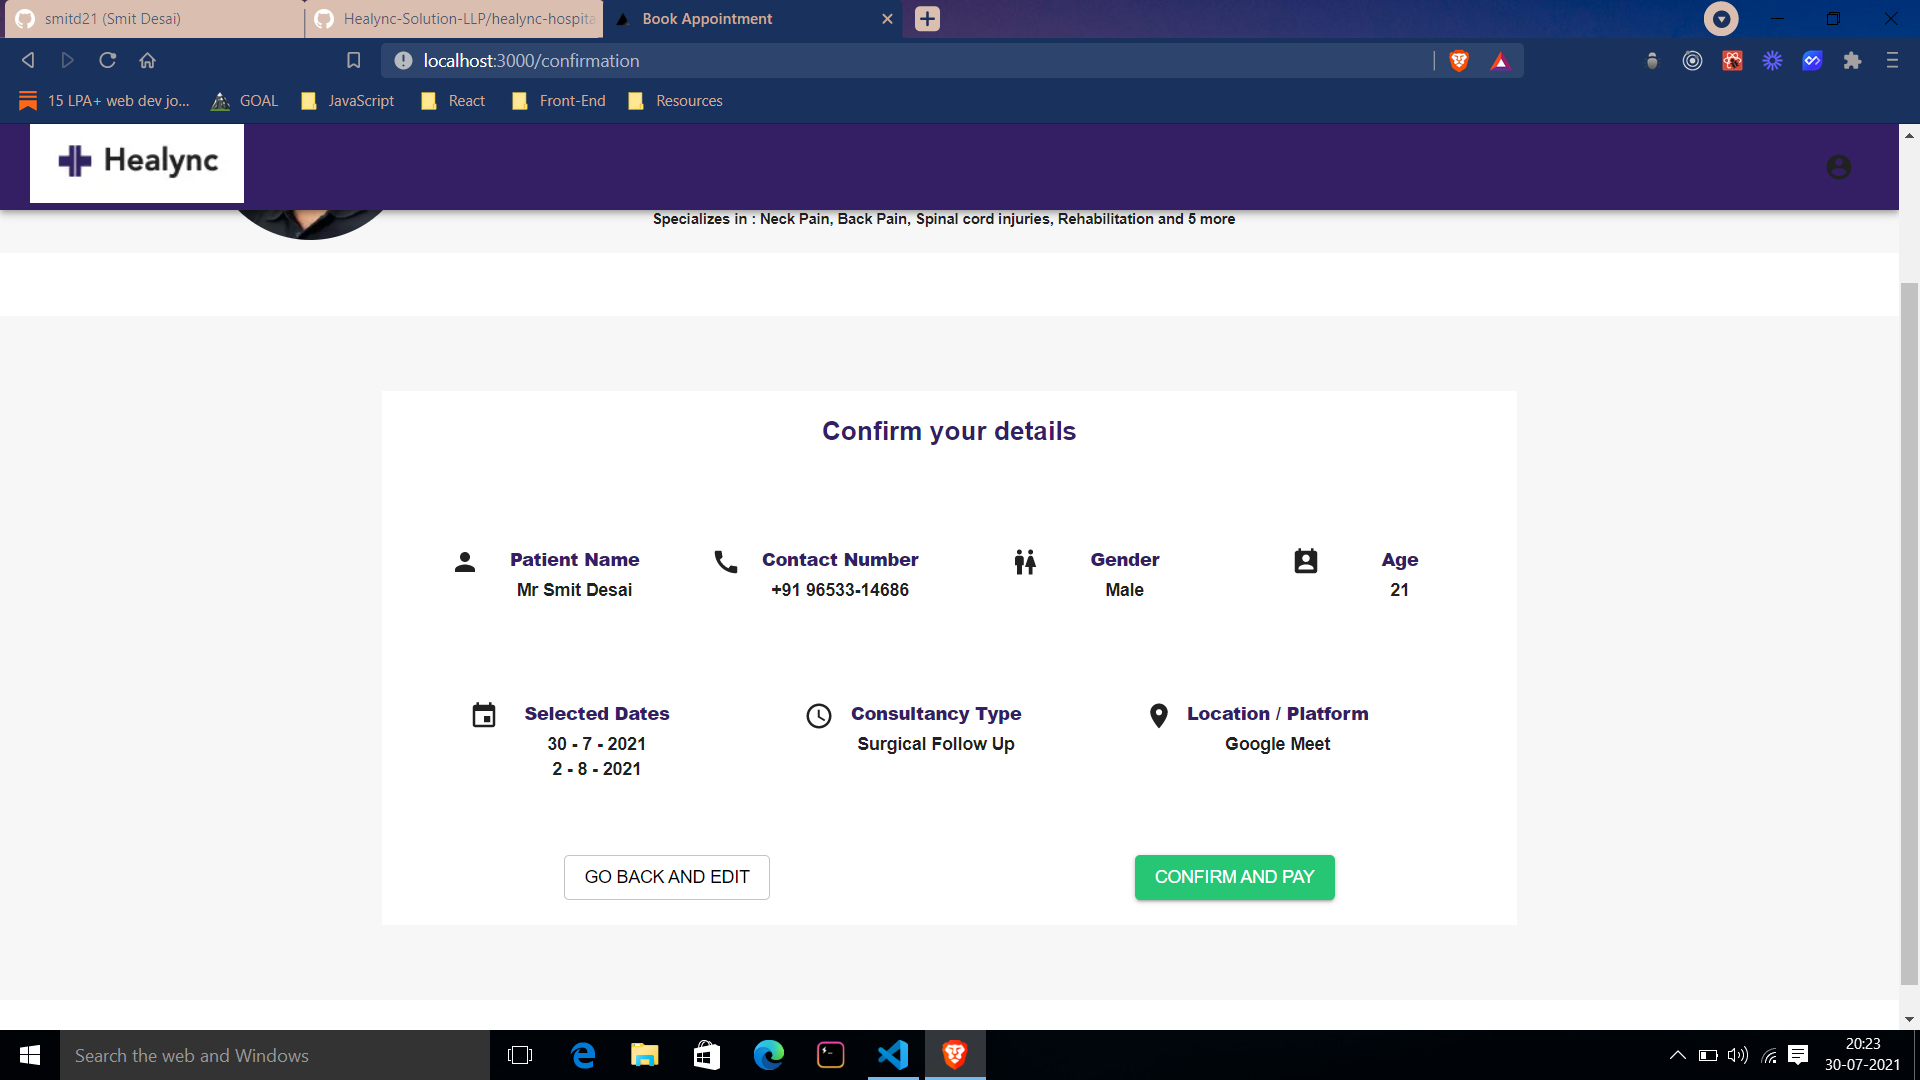 smitd21 (Smit Desai)
Healync-Solution-LLP/healync-hospita
Book Appointment
localhost:3000/confirmation
15 LPA+ web dev jo...
GOAL
JavaScript
React
Front-End
Resources
Healync
Specializes in : Neck Pain, Back Pain, Spinal cord injuries, Rehabilitation and 5 more
Confirm your details
Patient Name
Mr Smit Desai
Contact Number
+91 96533-14686
Gender
Male
Age
21
Selected Dates
30 - 7 - 2021
2 - 8 - 2021
Consultancy Type
Surgical Follow Up
Location / Platform
Google Meet
GO BACK AND EDIT
CONFIRM AND PAY
Search the web and Windows
20:23
30-07-2021